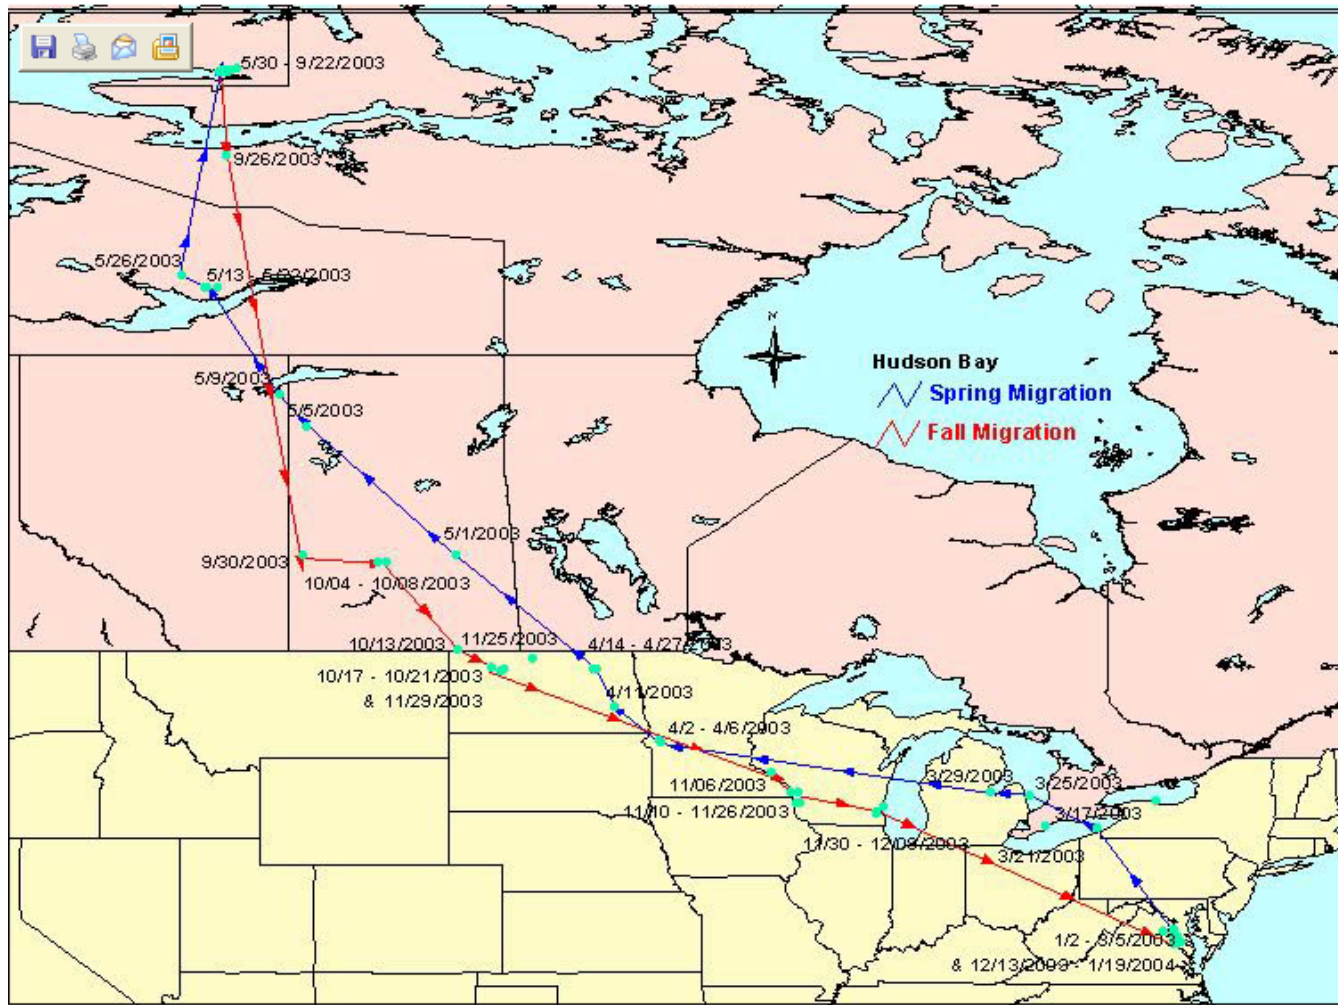 5/30 - 9/22/2003
9/26/2003
5/26/2003
5/13 - 5/22/2003
N
Hudson Bay
Spring Migration
Fall Migration
5/9/2003
5/5/2003
5/1/2003
9/30/2003
10/04 - 10/08/2003
10/13/2003
11/25/2003
4/14 - 4/27/2003
10/17 - 10/21/2003
& 11/29/2003
4/11/2003
4/2 - 4/6/2003
11/06/2003
3/29/2003
3/25/2003
11/10 - 11/26/2003
3/17/2003
11/30 - 12/09/2003
3/21/2003
1/2 - 3/5/2003
& 12/13/2003 - 1/19/2004